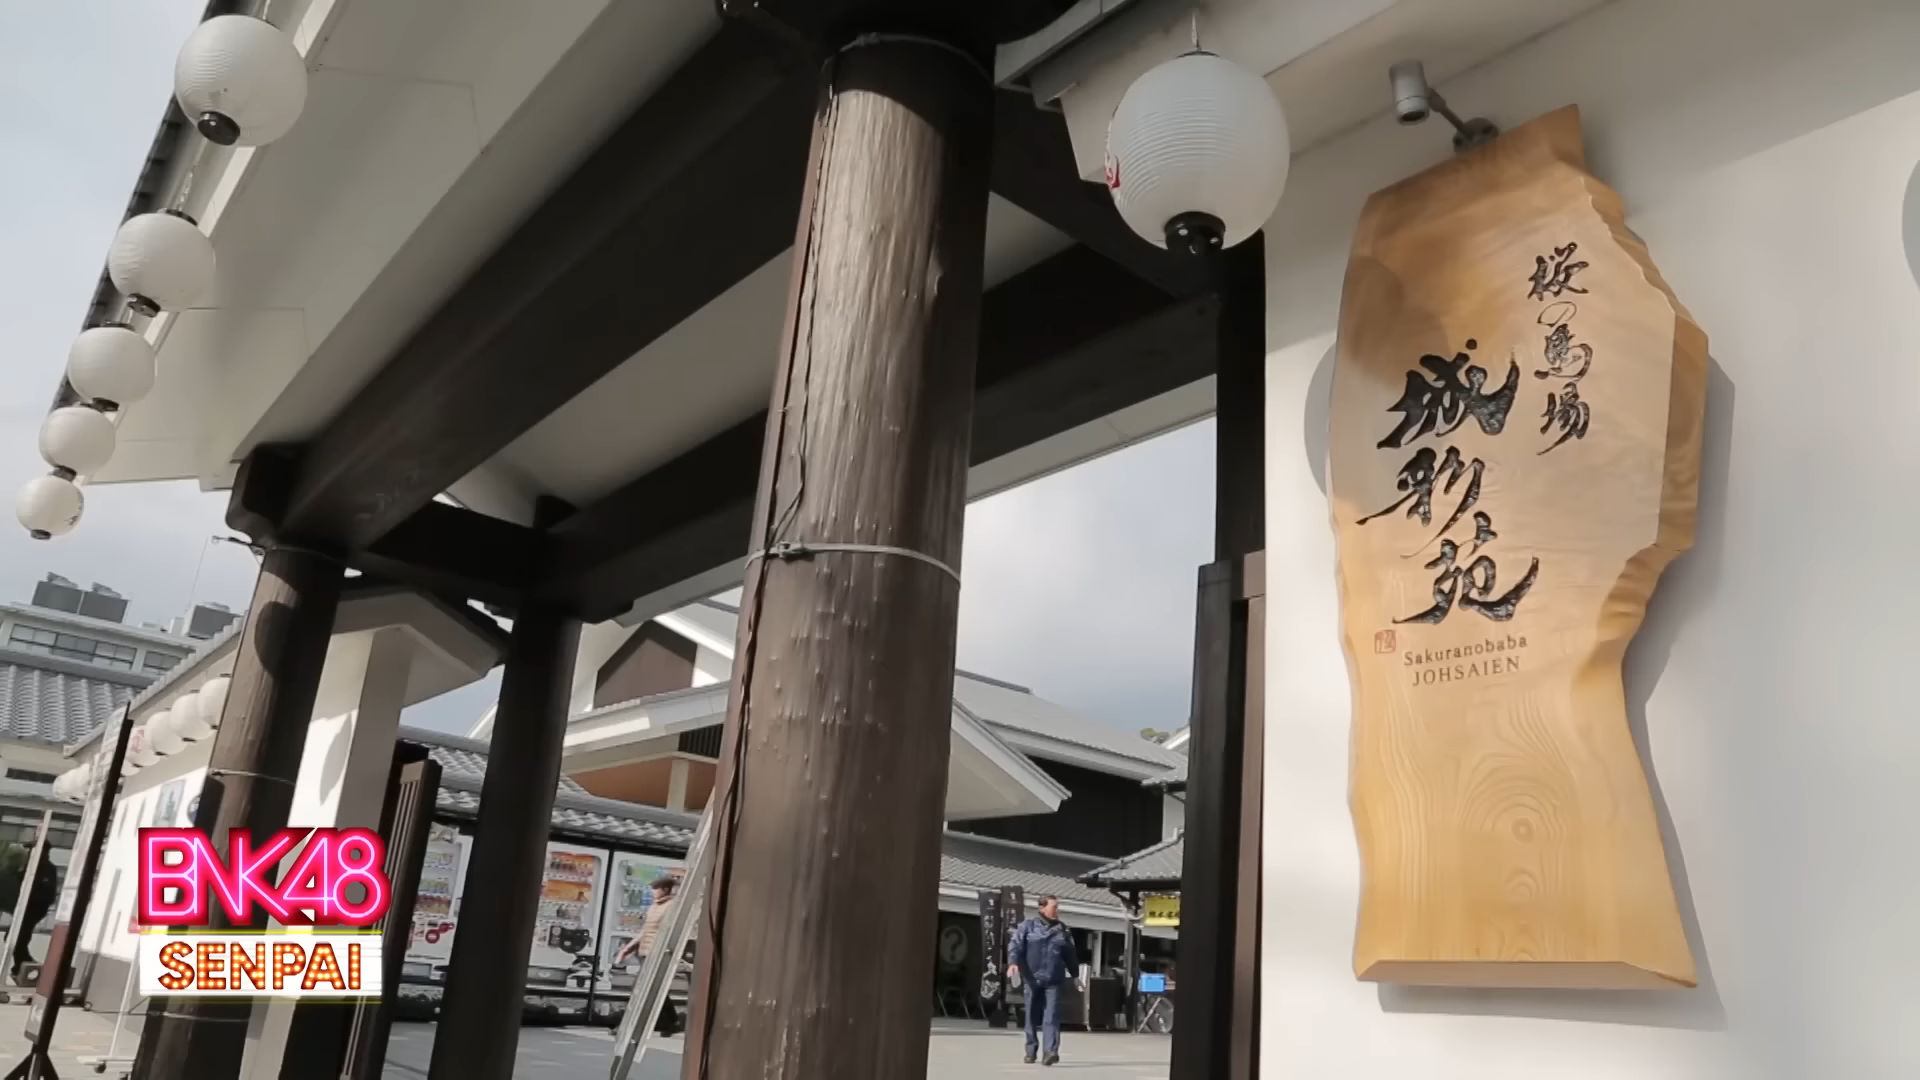 桜の馬場
城彩苑
Sakuranobaba
JOHSAIEN
BNK48
SENPAI